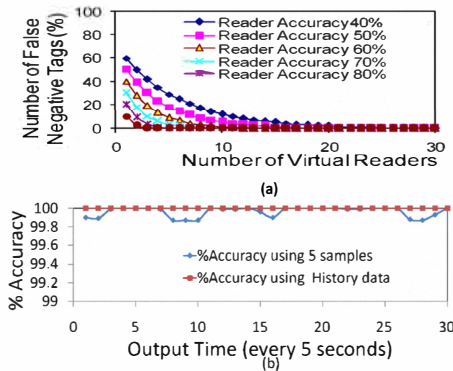 Number of False
Negative Tags (%)
100
80
60
40
20
0
Reader Accuracy 40%
Reader Accuracy 50%
Reader Accuracy 60%
Reader Accuracy 70%
Reader Accuracy 80%
0
10
20
30
Number of Virtual Readers
(a)
% Accuracy
100
99.8
99.6
99.4
99.2
99
%Accuracy using 5 samples
%Accuracy using History data
0
5
10
15
20
25
30
Output Time (every 5 seconds)
(b)